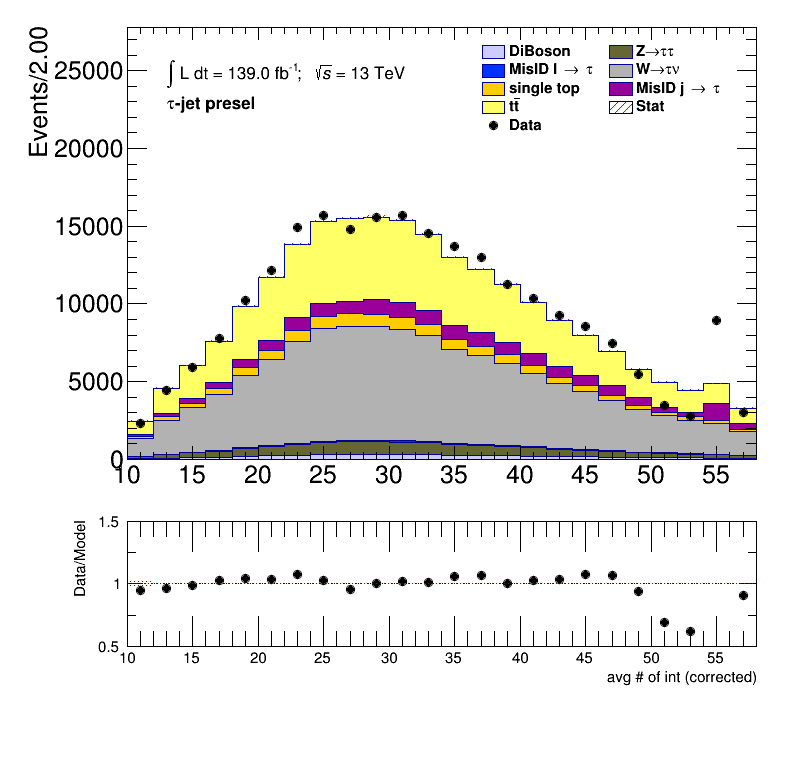 Events/2.00
25000
20000
15000
10000
5000
0
∫ L dt = 139.0 fb⁻¹; √s = 13 TeV
τ-jet presel
DiBoson
MisID l → τ
single top
tt̄
Data
Z→ττ
W→τν
MisID j → τ
Stat
10 15 20 25 30 35 40 45 50 55
Data/Model
1.5
1
0.5
10 15 20 25 30 35 40 45 50 55
avg # of int (corrected)